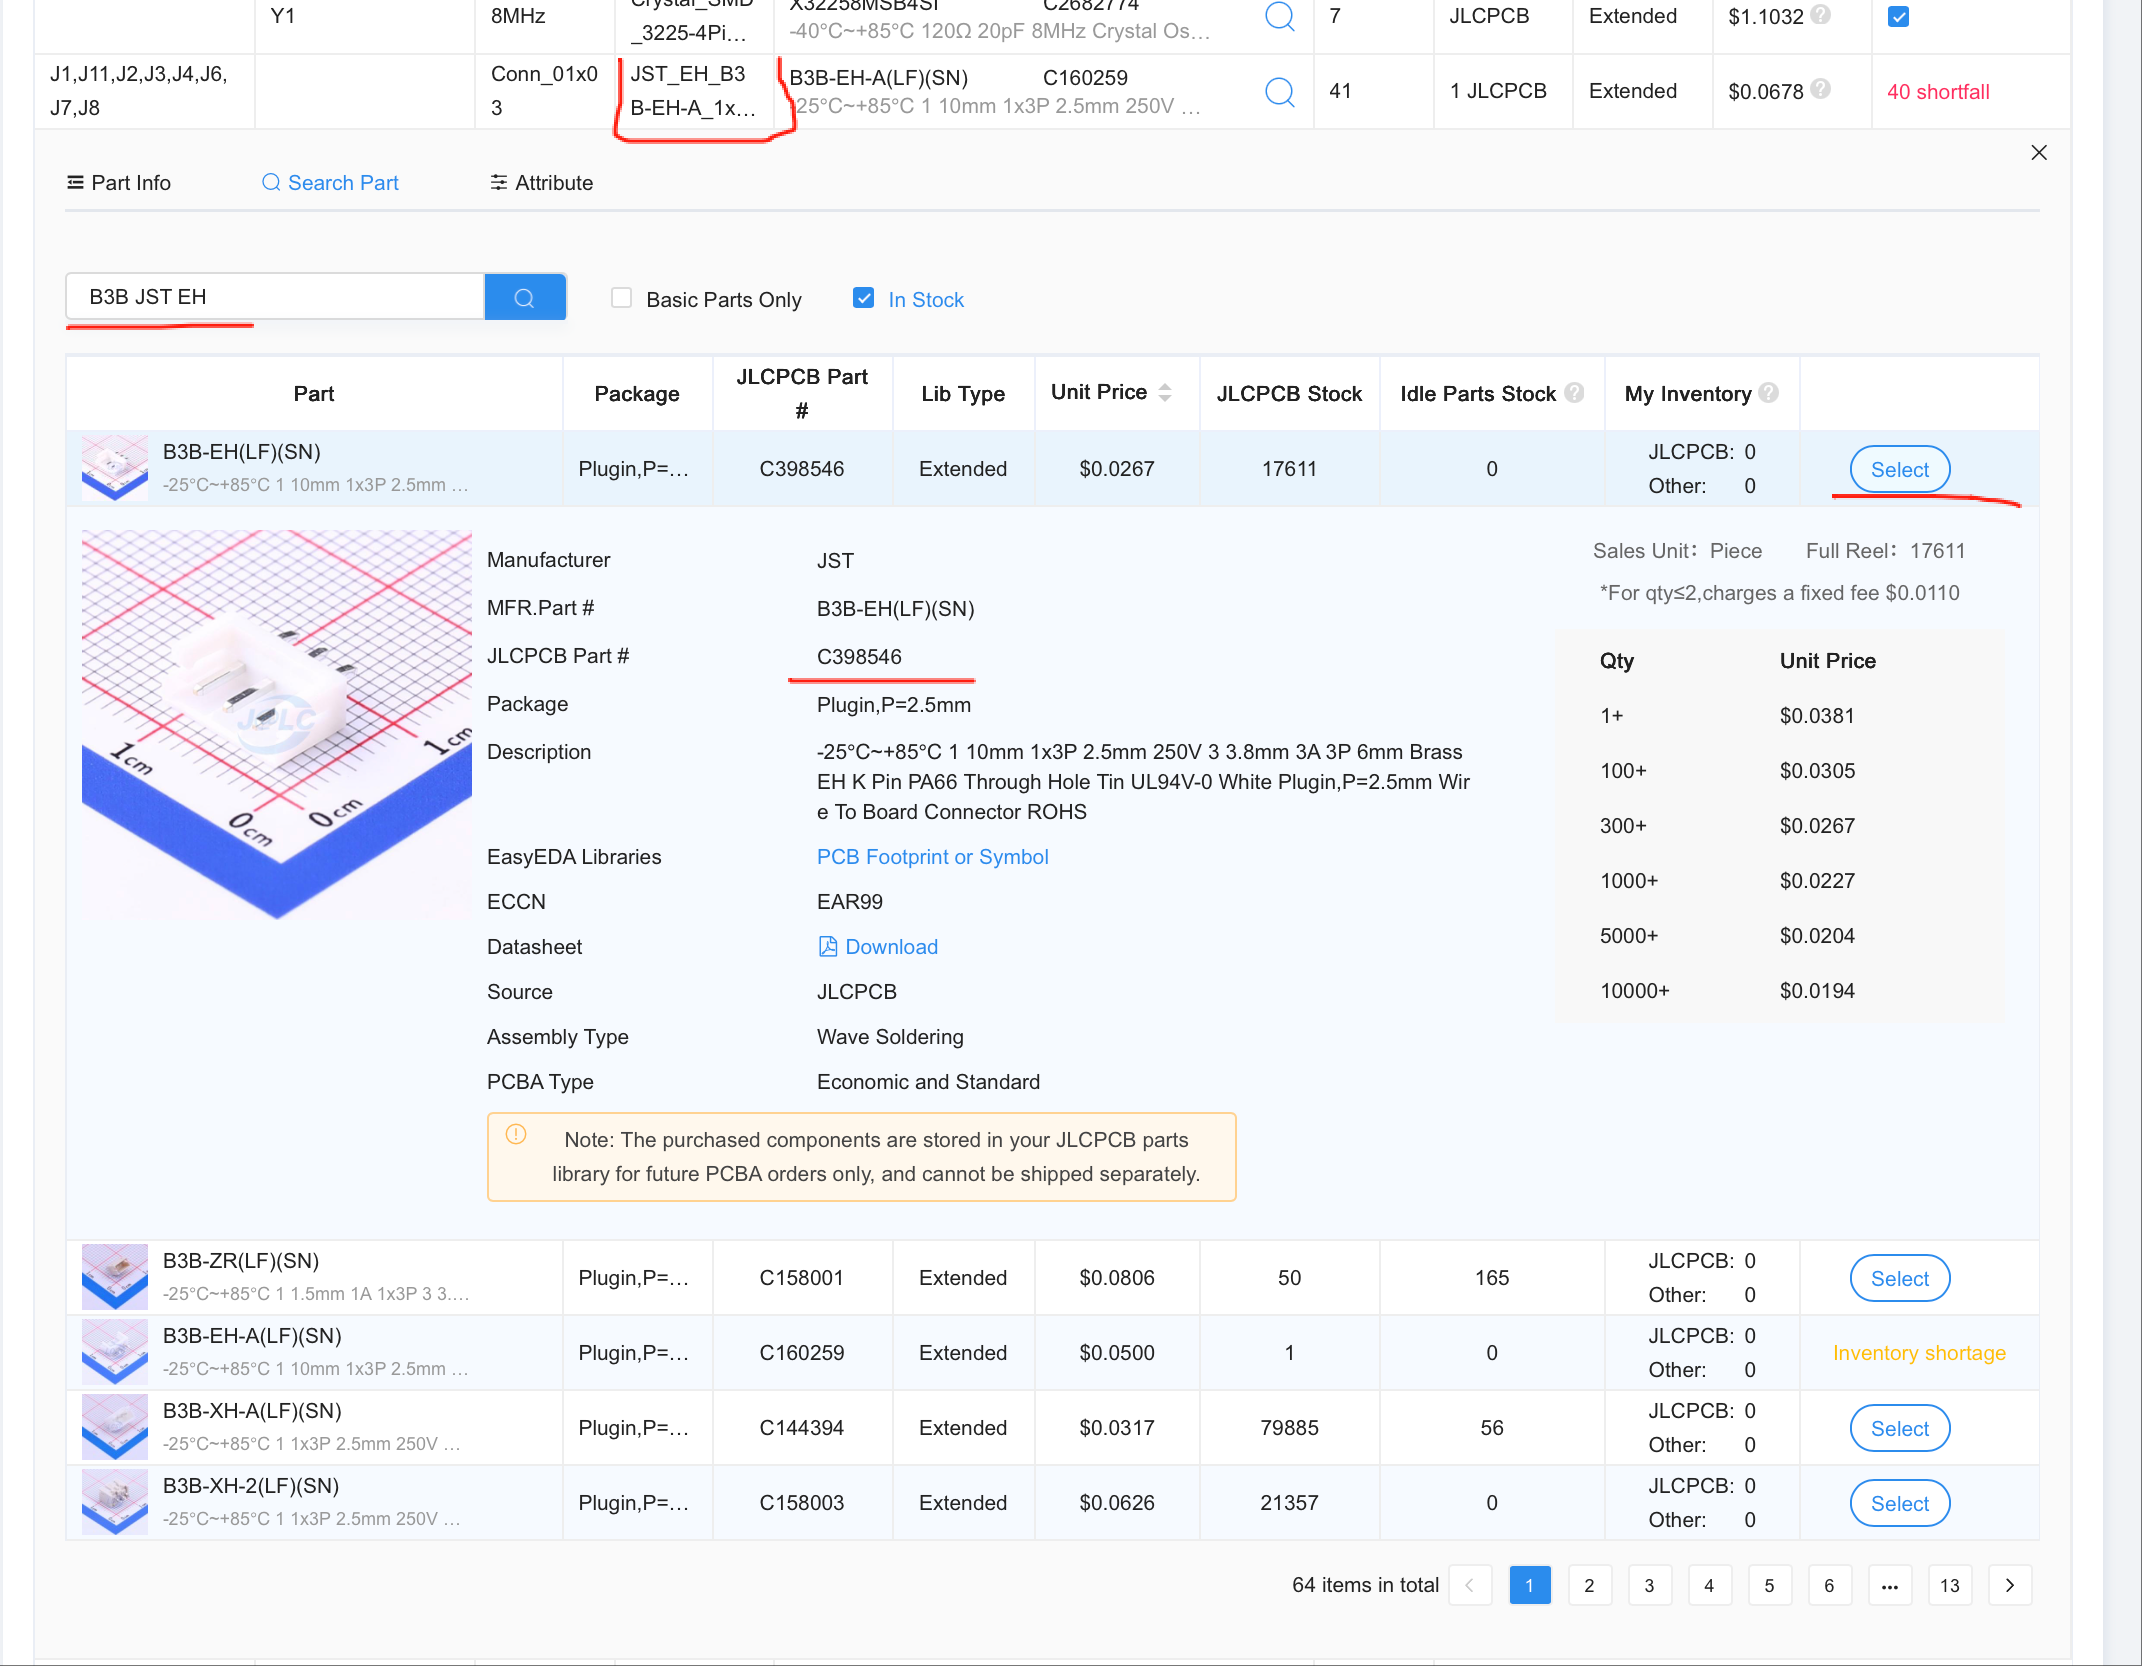 Y1
8MHz
Crystal_SMD
_3225-4Pi...
X32258MSB4SI
C2682774
-40°C~+85°C 120Ω 20pF 8MHz Crystal Os...
7
JLCPCB
Extended
$1.1032
J1,J11,J2,J3,J4,J6,
J7,J8
Conn_01x0
3
JST_EH_B3
B-EH-A_1x...
B3B-EH-A(LF)(SN)
C160259
25°C~+85°C 1 10mm 1x3P 2.5mm 250V ...
41
1 JLCPCB
Extended
$0.0678
40 shortfall
Part Info
Search Part
Attribute
B3B JST EH
Basic Parts Only
In Stock
Part
Package
JLCPCB Part
#
Lib Type
Unit Price
JLCPCB Stock
Idle Parts Stock
My Inventory
B3B-EH(LF)(SN)
-25°C~+85°C 1 10mm 1x3P 2.5mm ...
Plugin,P=...
C398546
Extended
$0.0267
17611
0
JLCPCB: 0
Other: 0
Select
1cm
0cm
0cm
1cm
JLC
Manufacturer
JST
MFR.Part #
B3B-EH(LF)(SN)
JLCPCB Part #
C398546
Package
Plugin,P=2.5mm
Description
-25°C~+85°C 1 10mm 1x3P 2.5mm 250V 3 3.8mm 3A 3P 6mm Brass
EH K Pin PA66 Through Hole Tin UL94V-0 White Plugin,P=2.5mm Wir
e To Board Connector ROHS
EasyEDA Libraries
PCB Footprint or Symbol
ECCN
EAR99
Datasheet
Download
Source
JLCPCB
Assembly Type
Wave Soldering
PCBA Type
Economic and Standard
Note: The purchased components are stored in your JLCPCB parts
library for future PCBA orders only, and cannot be shipped separately.
Sales Unit： Piece
Full Reel： 17611
*For qty≤2,charges a fixed fee $0.0110
Qty Unit Price
1+ $0.0381
100+ $0.0305
300+ $0.0267
1000+ $0.0227
5000+ $0.0204
10000+ $0.0194
B3B-ZR(LF)(SN)
-25°C~+85°C 1 1.5mm 1A 1x3P 3 3....
Plugin,P=...
C158001
Extended
$0.0806
50
165
JLCPCB: 0
Other: 0
Select
B3B-EH-A(LF)(SN)
-25°C~+85°C 1 10mm 1x3P 2.5mm ...
Plugin,P=...
C160259
Extended
$0.0500
1
0
JLCPCB: 0
Other: 0
Inventory shortage
B3B-XH-A(LF)(SN)
-25°C~+85°C 1 1x3P 2.5mm 250V ...
Plugin,P=...
C144394
Extended
$0.0317
79885
56
JLCPCB: 0
Other: 0
Select
B3B-XH-2(LF)(SN)
-25°C~+85°C 1 1x3P 2.5mm 250V ...
Plugin,P=...
C158003
Extended
$0.0626
21357
0
JLCPCB: 0
Other: 0
Select
64 items in total
1
2
3
4
5
6
...
13